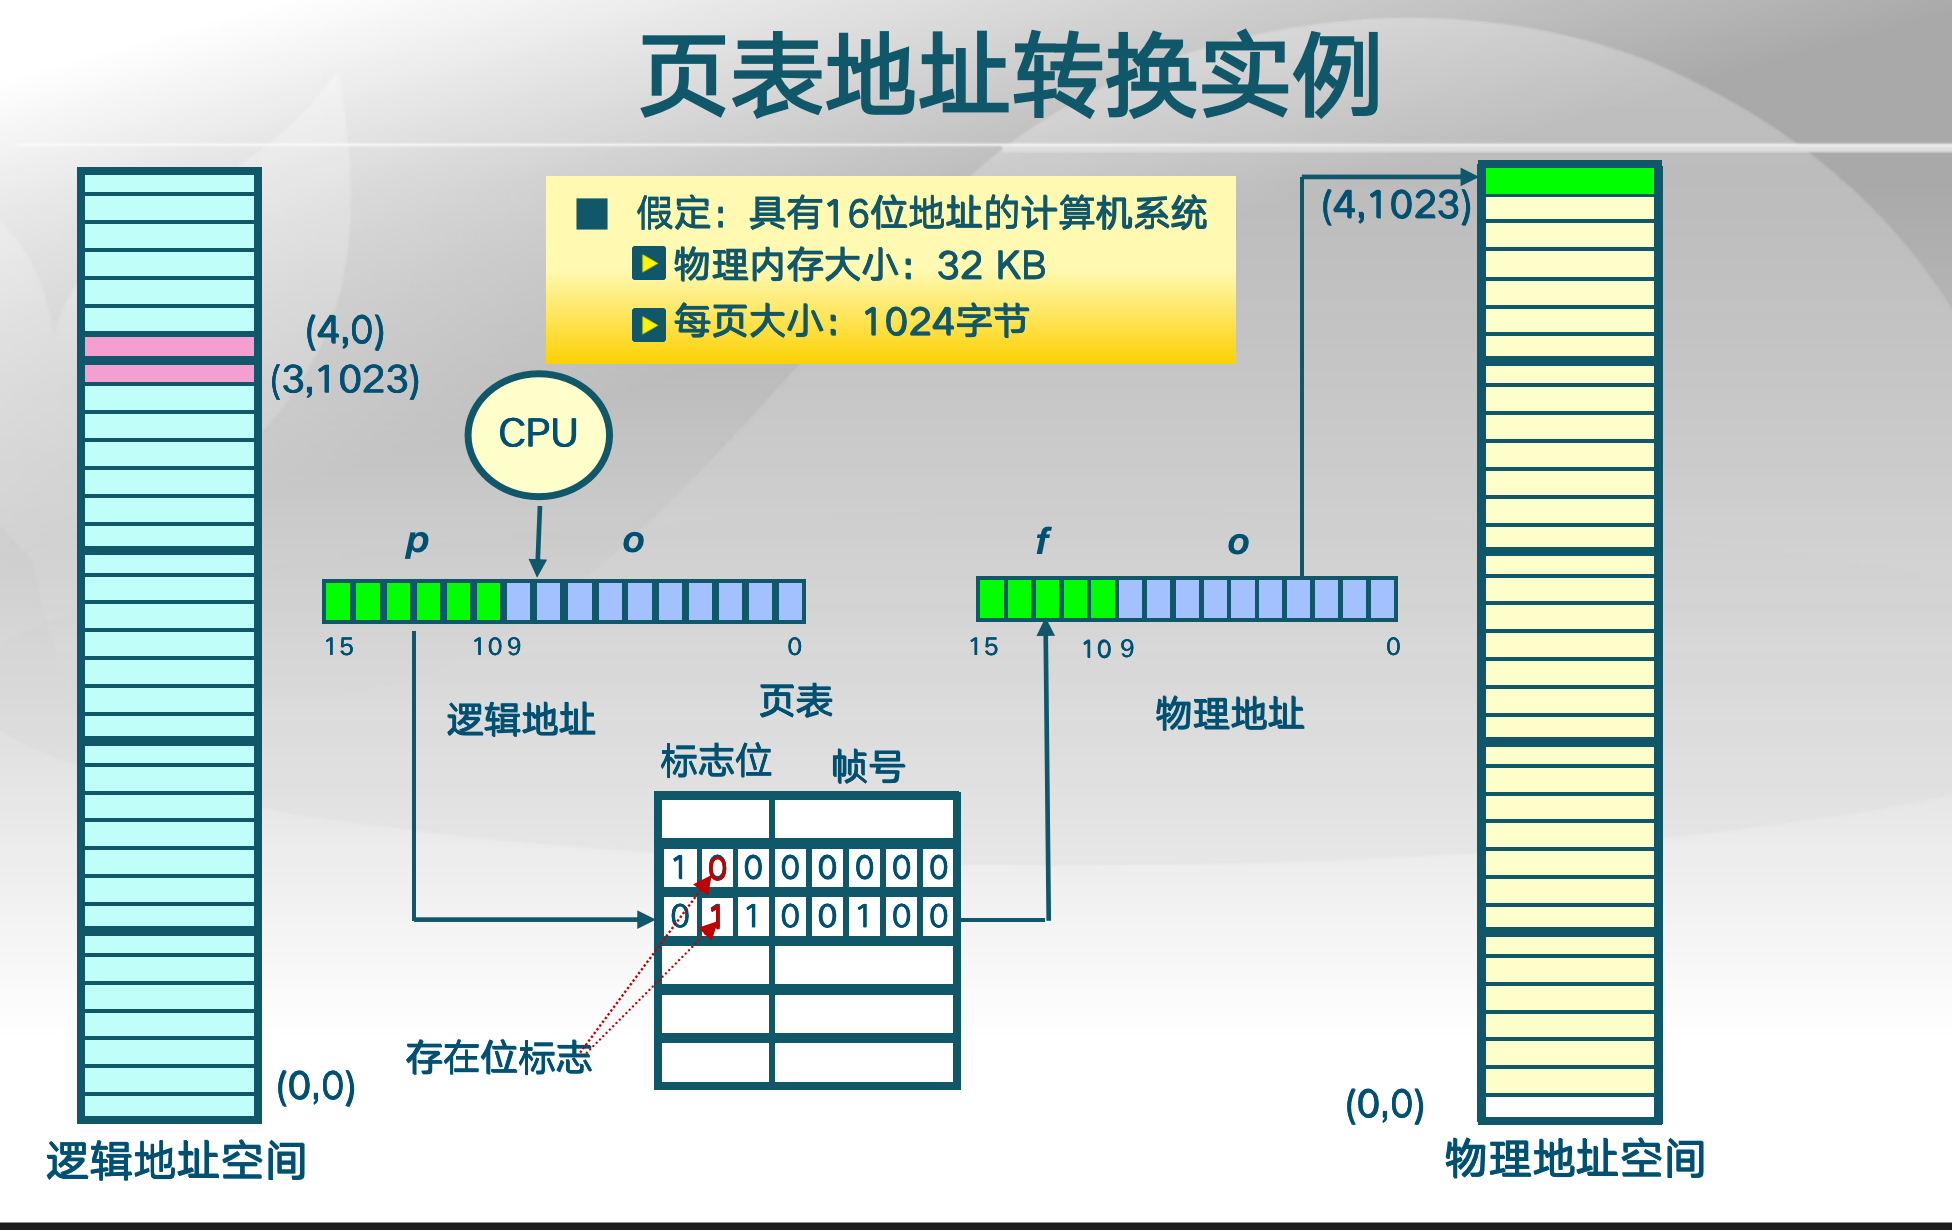 页表地址转换实例
假定：具有16位地址的计算机系统
物理内存大小：32 KB
每页大小：1024字节
(4,1023)
(4,0)
(3,1023)
CPU
p o
f o
15 10 9 0
15 10 9 0
逻辑地址
页表
物理地址
标志位 帧号
1 0 0 0 0 0 0 0
0 1 1 0 0 1 0 0
存在位标志
(0,0)
(0,0)
逻辑地址空间
物理地址空间